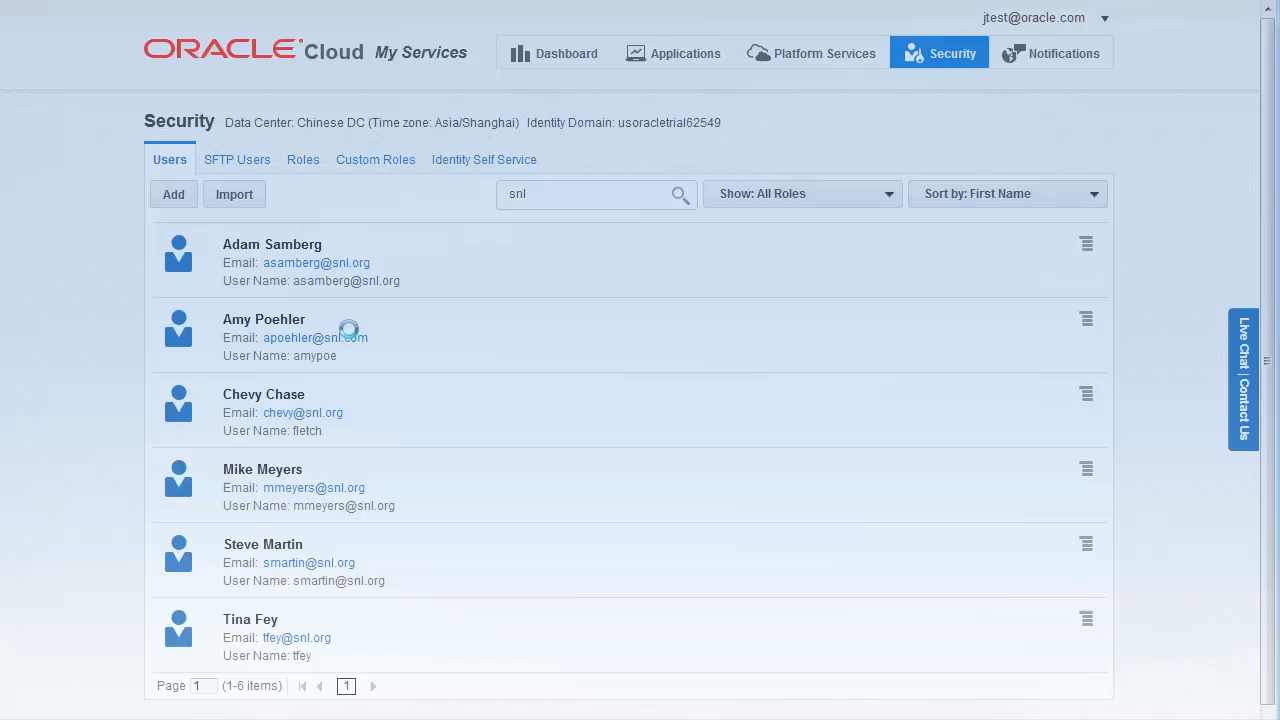 jtest@oracle.com
ORACLE Cloud My Services
Dashboard Applications Platform Services Security Notifications
Security Data Center: Chinese DC (Time zone: Asia/Shanghai) Identity Domain: usoracletrial62549
Users SFTP Users Roles Custom Roles Identity Self Service
Add Import snl Show: All Roles Sort by: First Name
Adam Samberg
Email: asamberg@snl.org
User Name: asamberg@snl.org
Amy Poehler
Email: apoehler@snl.com
User Name: amypoe
Chevy Chase
Email: chevy@snl.org
User Name: fletch
Mike Meyers
Email: mmeyers@snl.org
User Name: mmeyers@snl.org
Steve Martin
Email: smartin@snl.org
User Name: smartin@snl.org
Tina Fey
Email: tfey@snl.org
User Name: tfey
Page 1 (1-6 items) 1
Live Chat | Contact Us